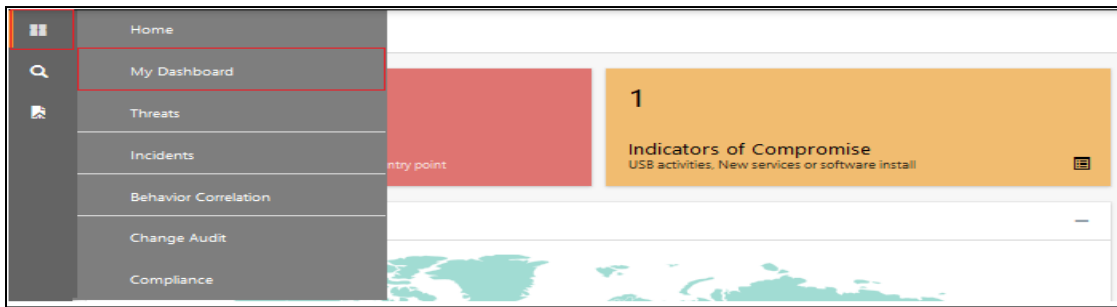 Home
My Dashboard
Threats
Incidents
Behavior Correlation
Change Audit
Compliance
entry point
1
Indicators of Compromise
USB activities, New services or software install